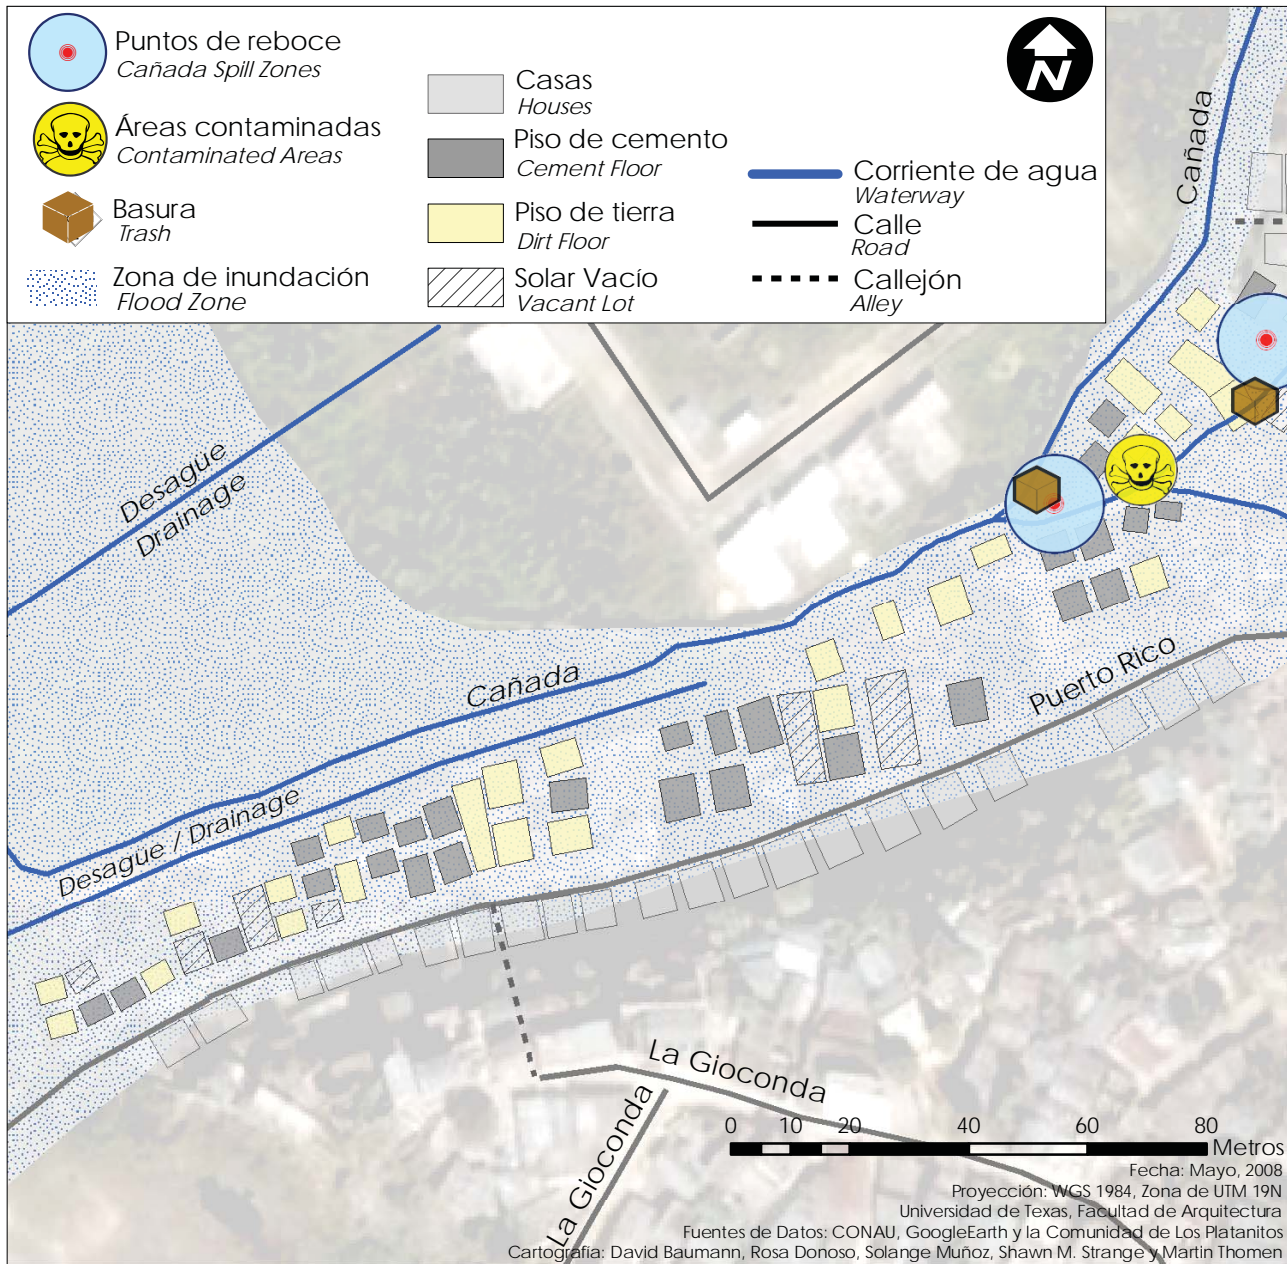 Puntos de reboce
Cañada Spill Zones
Áreas contaminadas
Contaminated Areas
Basura
Trash
Zona de inundación
Flood Zone
Casas
Houses
Piso de cemento
Cement Floor
Piso de tierra
Dirt Floor
Solar Vacío
Vacant Lot
Corriente de agua
Waterway
Calle
Road
Callejón
Alley
N
Cañada
Desague
Drainage
Cañada
Puerto Rico
Desague / Drainage
La Gioconda
La Gioconda
0 10 20 40 60 80
Metros
Fecha: Mayo, 2008
Proyección: WGS 1984, Zona de UTM 19N
Universidad de Texas, Facultad de Arquitectura
Fuentes de Datos: CONAU, GoogleEarth y la Comunidad de Los Platanitos
Cartografía: David Baumann, Rosa Donoso, Solange Muñoz, Shawn M. Strange y Martin Thomen